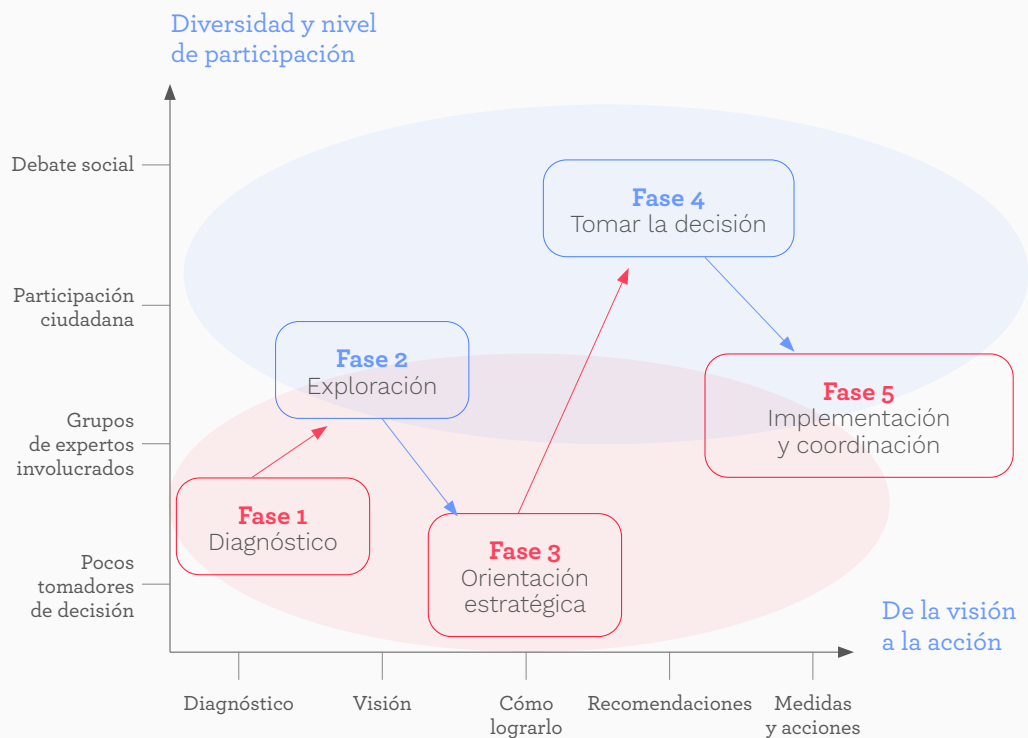 Diversidad y nivel
de participación
Debate social
Participación
ciudadana
Grupos
de expertos
involucrados
Pocos
tomadores
de decisión
Fase 1
Diagnóstico
Fase 2
Exploración
Fase 3
Orientación
estratégica
Fase 4
Tomar la decisión
Fase 5
Implementación
y coordinación
De la visión
a la acción
Diagnóstico
Visión
Cómo
lograrlo
Recomendaciones
Medidas
y acciones